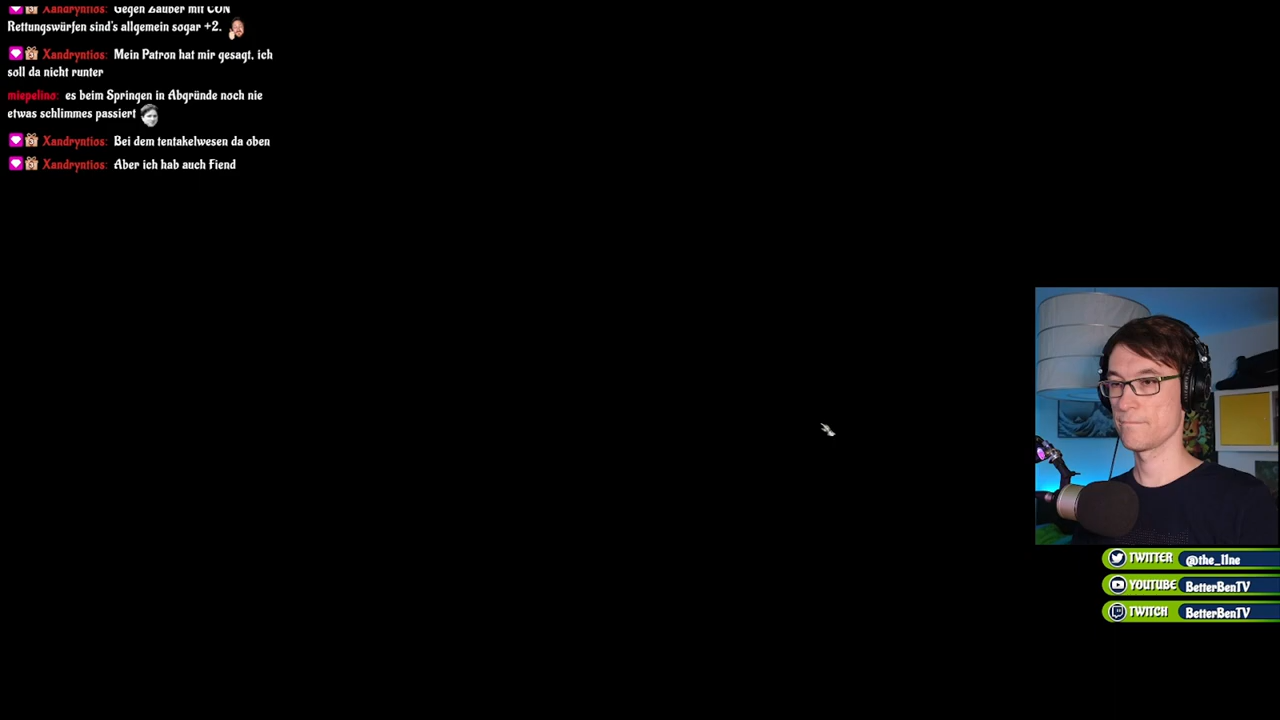 Xandryntios: Gegen Zauber mit CON
Rettungswürfen sind's allgemein sogar +2.
Xandryntios: Mein Patron hat mir gesagt, ich
soll da nicht runter
miepelino: es beim Springen in Abgründe noch nie
etwas schlimmes passiert
Xandryntios: Bei dem tentakelwesen da oben
Xandryntios: Aber ich hab auch Fiend
TWITTER @the_11ne
YOUTUBE BetterBenTV
TWITCH BetterBenTV